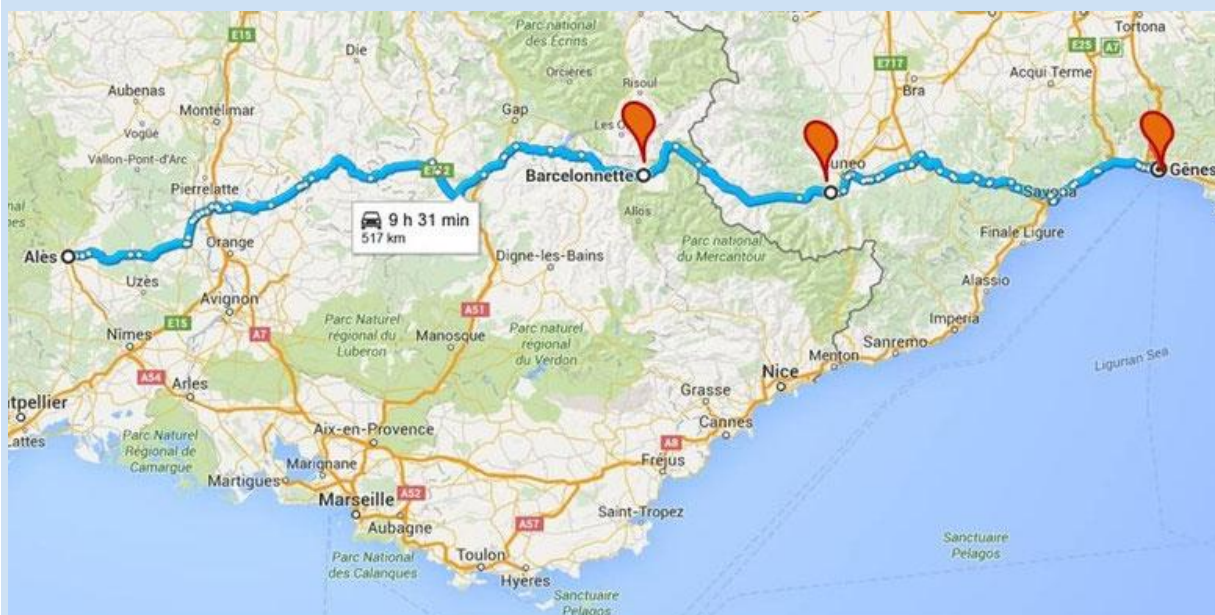 Parc national
des Ecrins
Tortona
E15
Die
E25
A7
Orcières
Risoul
E717
Acqui Terme
Aubenas
Bra
Montélimar
Gap
Vogüé
Les O
Vallon-Pont-d'Arc
Cuneo
Pierrelatte
Barcelonnette
Gênes
Savona
9 h 31 min
517 km
Allos
Orange
Parc national
du Mercantour
Finale Ligure
Alès
Digne-les-Bains
Uzès
Alassio
Avignon
E15
A7
A51
Imperia
Parc Naturel
régional du
Luberon
Manosque
Parc naturel
régional
du Verdon
Nîmes
Sanremo
Menton
Ligurian Sea
A54
Arles
Nice
Grasse
ntpellier
Cannes
Lattes
Parc Naturel
Régional de
Camargue
Aix-en-Provence
A8
Fréjus
Marignane
Martigues
A52
Marseille
Saint-Tropez
Aubagne
A57
Sanctuaire
Pelagos
Parc National
des Calanques
Toulon
Hyères
Sanctuaire
Pelagos